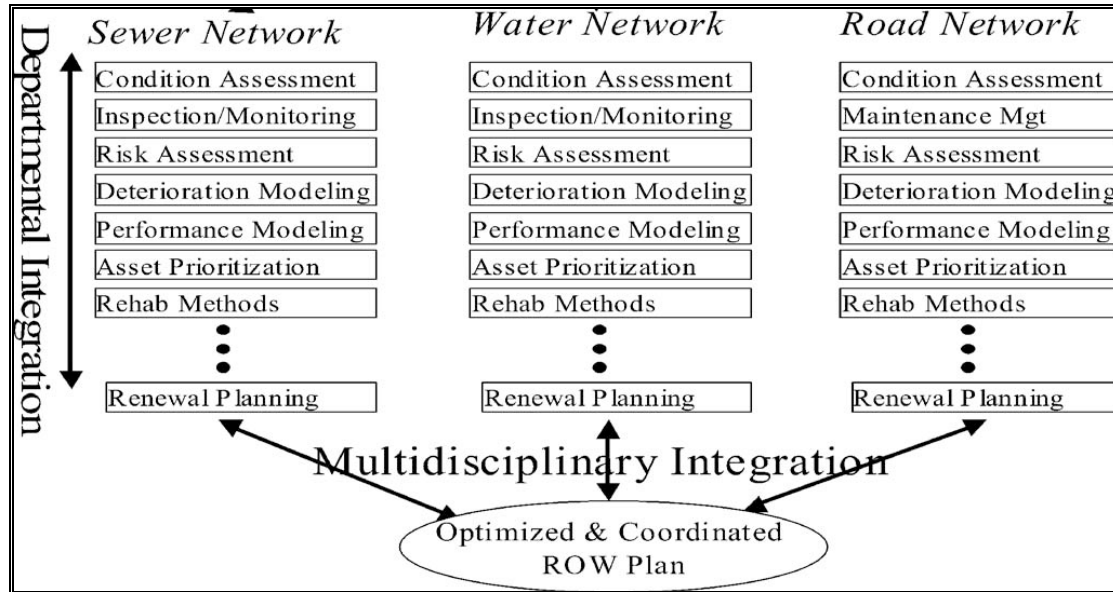 Sewer Network
Water Network
Road Network
Departmental Integration
Condition Assessment
Inspection/Monitoring
Risk Assessment
Deterioration Modeling
Performance Modeling
Asset Prioritization
Rehab Methods
Renewal Planning
Condition Assessment
Inspection/Monitoring
Risk Assessment
Deterioration Modeling
Performance Modeling
Asset Prioritization
Rehab Methods
Renewal Planning
Condition Assessment
Maintenance Mgt
Risk Assessment
Deterioration Modeling
Performance Modeling
Asset Prioritization
Rehab Methods
Renewal Planning
Multidisciplinary Integration
Optimized & Coordinated
ROW Plan